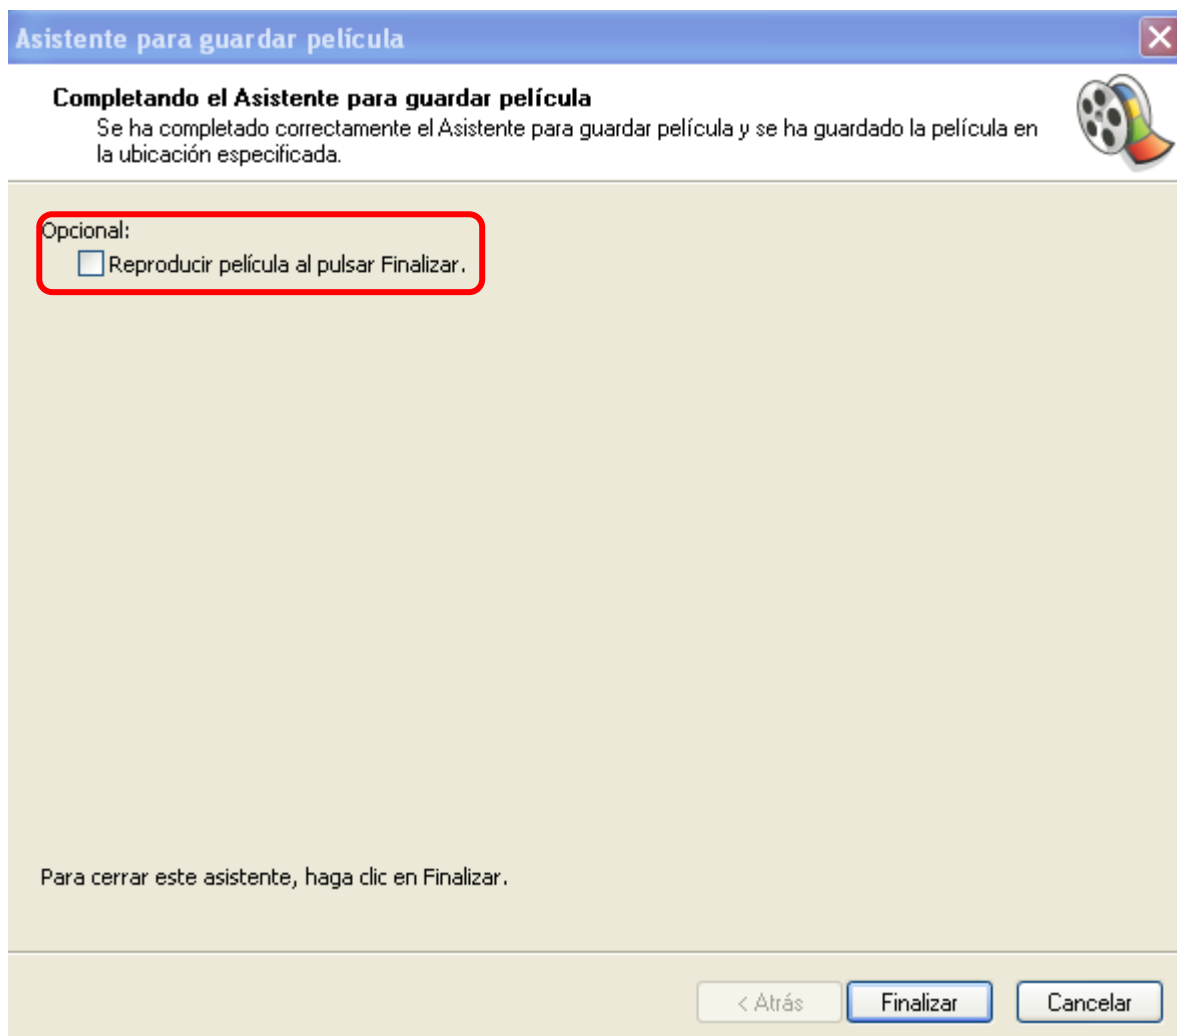 Asistente para guardar película
Completando el Asistente para guardar película
Se ha completado correctamente el Asistente para guardar película y se ha guardado la película en
la ubicación especificada.
Opcional:
Reproducir película al pulsar Finalizar.
Para cerrar este asistente, haga clic en Finalizar.
< Atrás Finalizar Cancelar